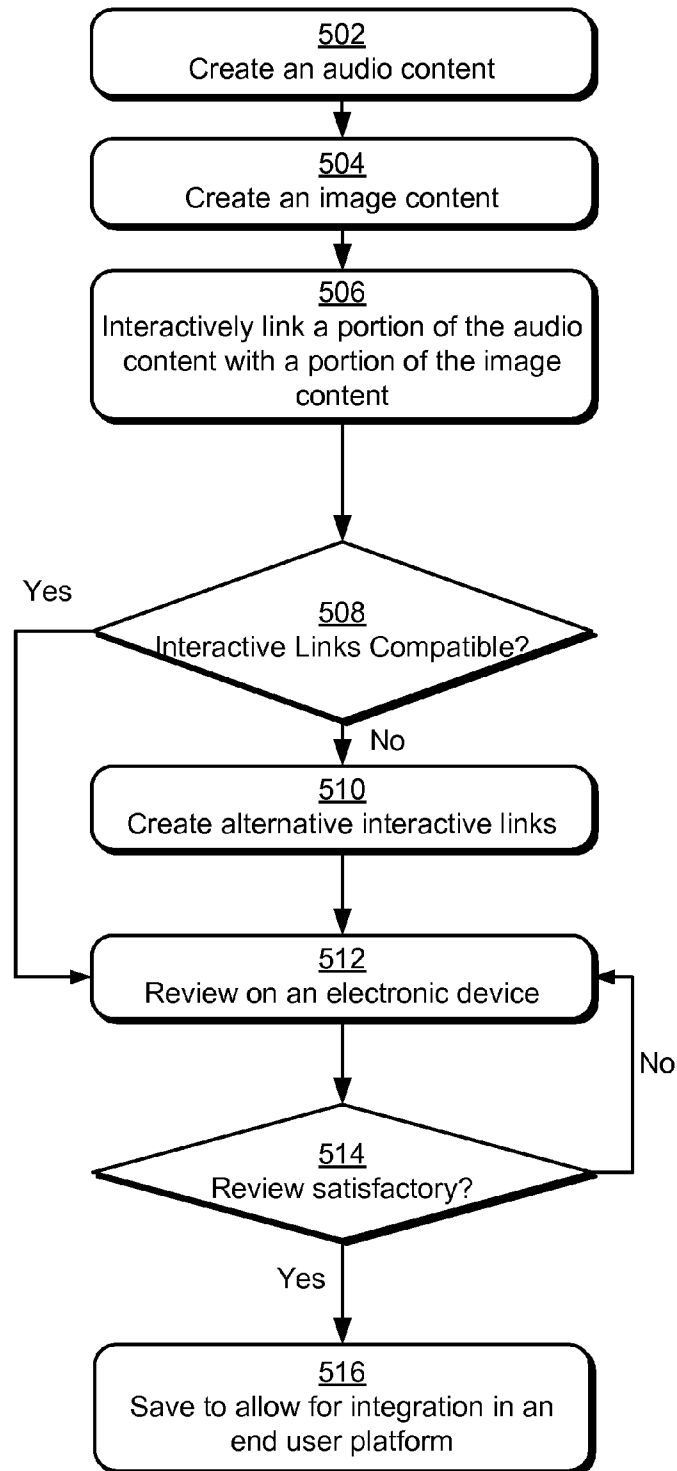 502
Create an audio content
504
Create an image content
506
Interactively link a portion of the audio
content with a portion of the image
content
Yes
508
Interactive Links Compatible?
No
510
Create alternative interactive links
512
Review on an electronic device
No
514
Review satisfactory?
Yes
516
Save to allow for integration in an
end user platform